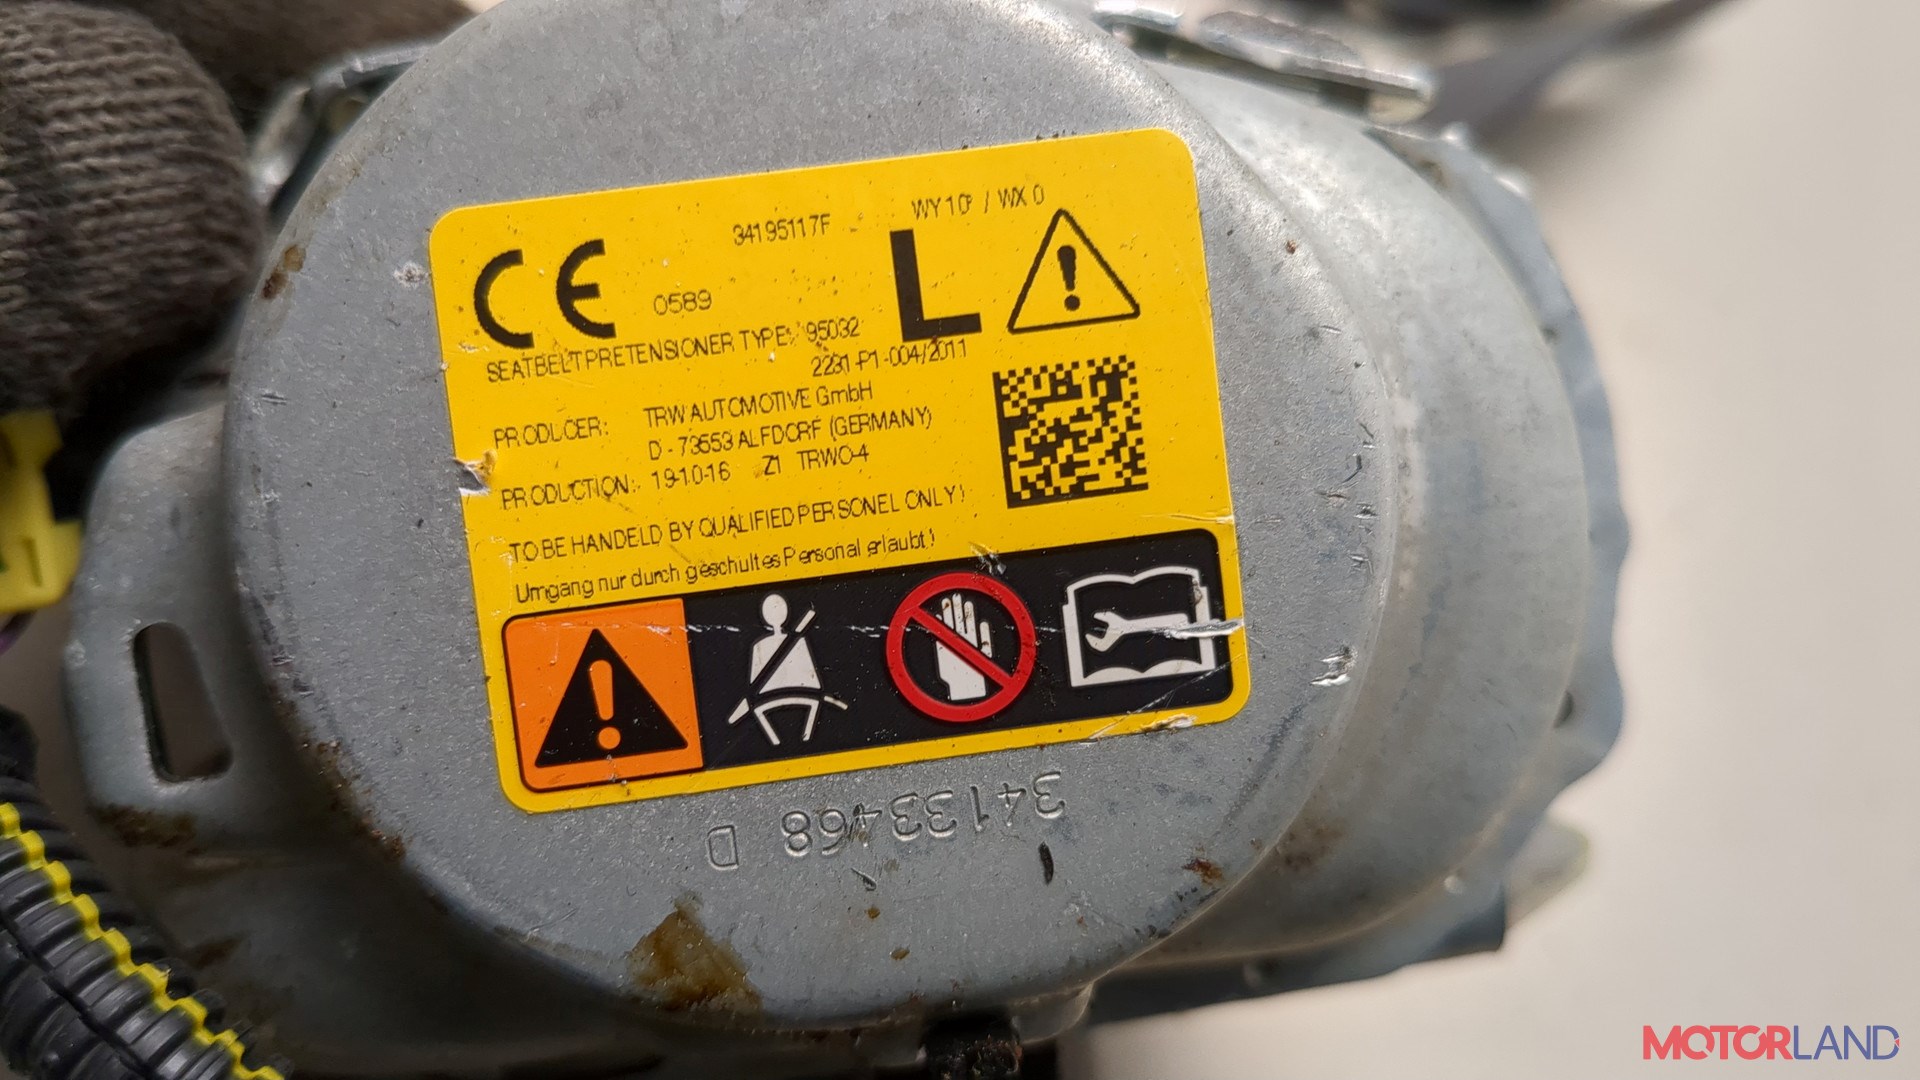 34195117F
WY10° / WX 0
CE 0589
L
SEATBELTPRETENSIONER TYPE: 95032
2231-P1-004/2011
PRODUCER: TRW AUTOMOTIVE GmbH
D - 73553 ALFDORF (GERMANY)
PRODUCTION: 19-10-16 Z1 TRWO-4
TO BE HANDELD BY QUALIFIED PERSONEL ONLY!
Umgang nur durch geschultes Personal erlaubt!
34133468 D
MOTORLAND